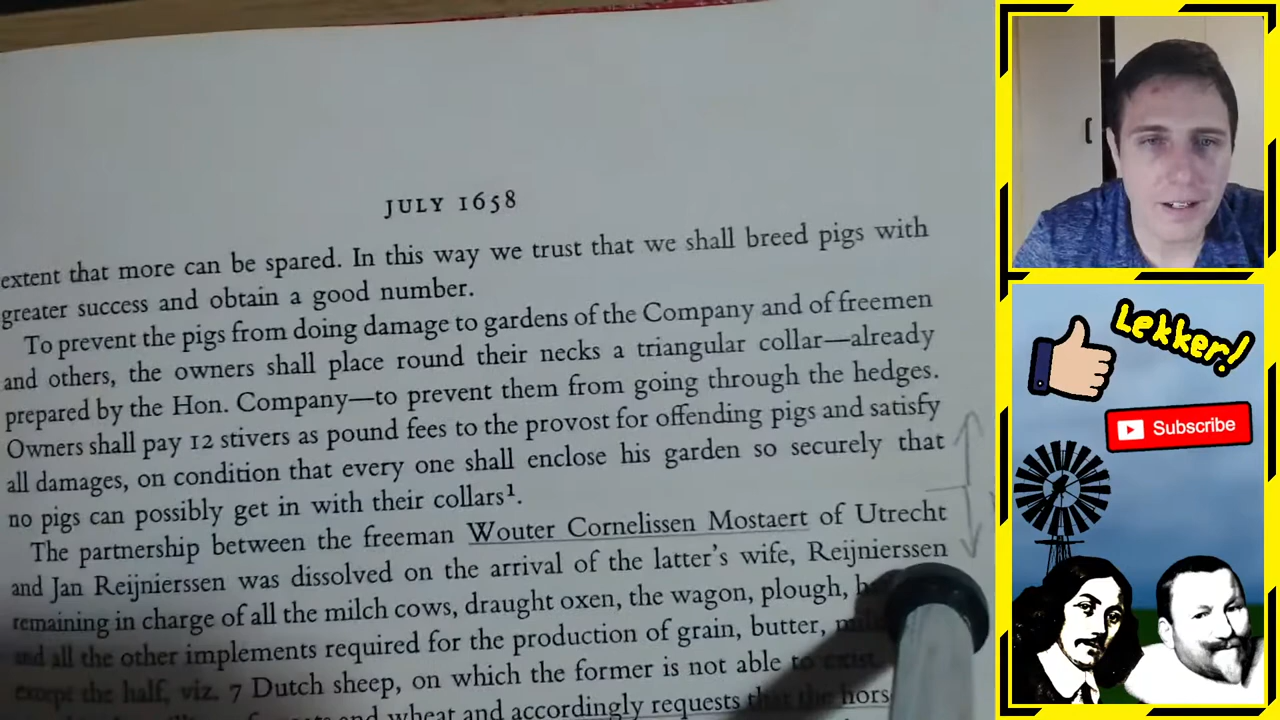 JULY 1658
extent that more can be spared. In this way we trust that we shall breed pigs with
greater success and obtain a good number.
To prevent the pigs from doing damage to gardens of the Company and of freemen
and others, the owners shall place round their necks a triangular collar—already
prepared by the Hon. Company—to prevent them from going through the hedges.
Owners shall pay 12 stivers as pound fees to the provost for offending pigs and satisfy
all damages, on condition that every one shall enclose his garden so securely that
no pigs can possibly get in with their collars¹.
The partnership between the freeman Wouter Cornelissen Mostaert of Utrecht
and Jan Reijnierssen was dissolved on the arrival of the latter's wife, Reijnierssen
remaining in charge of all the milch cows, draught oxen, the wagon, plough,
and all the other implements required for the production of grain, butter,
except the half, viz. 7 Dutch sheep, on which the former is not able to exist
and wheat and accordingly requests that the
Lekker!
Subscribe